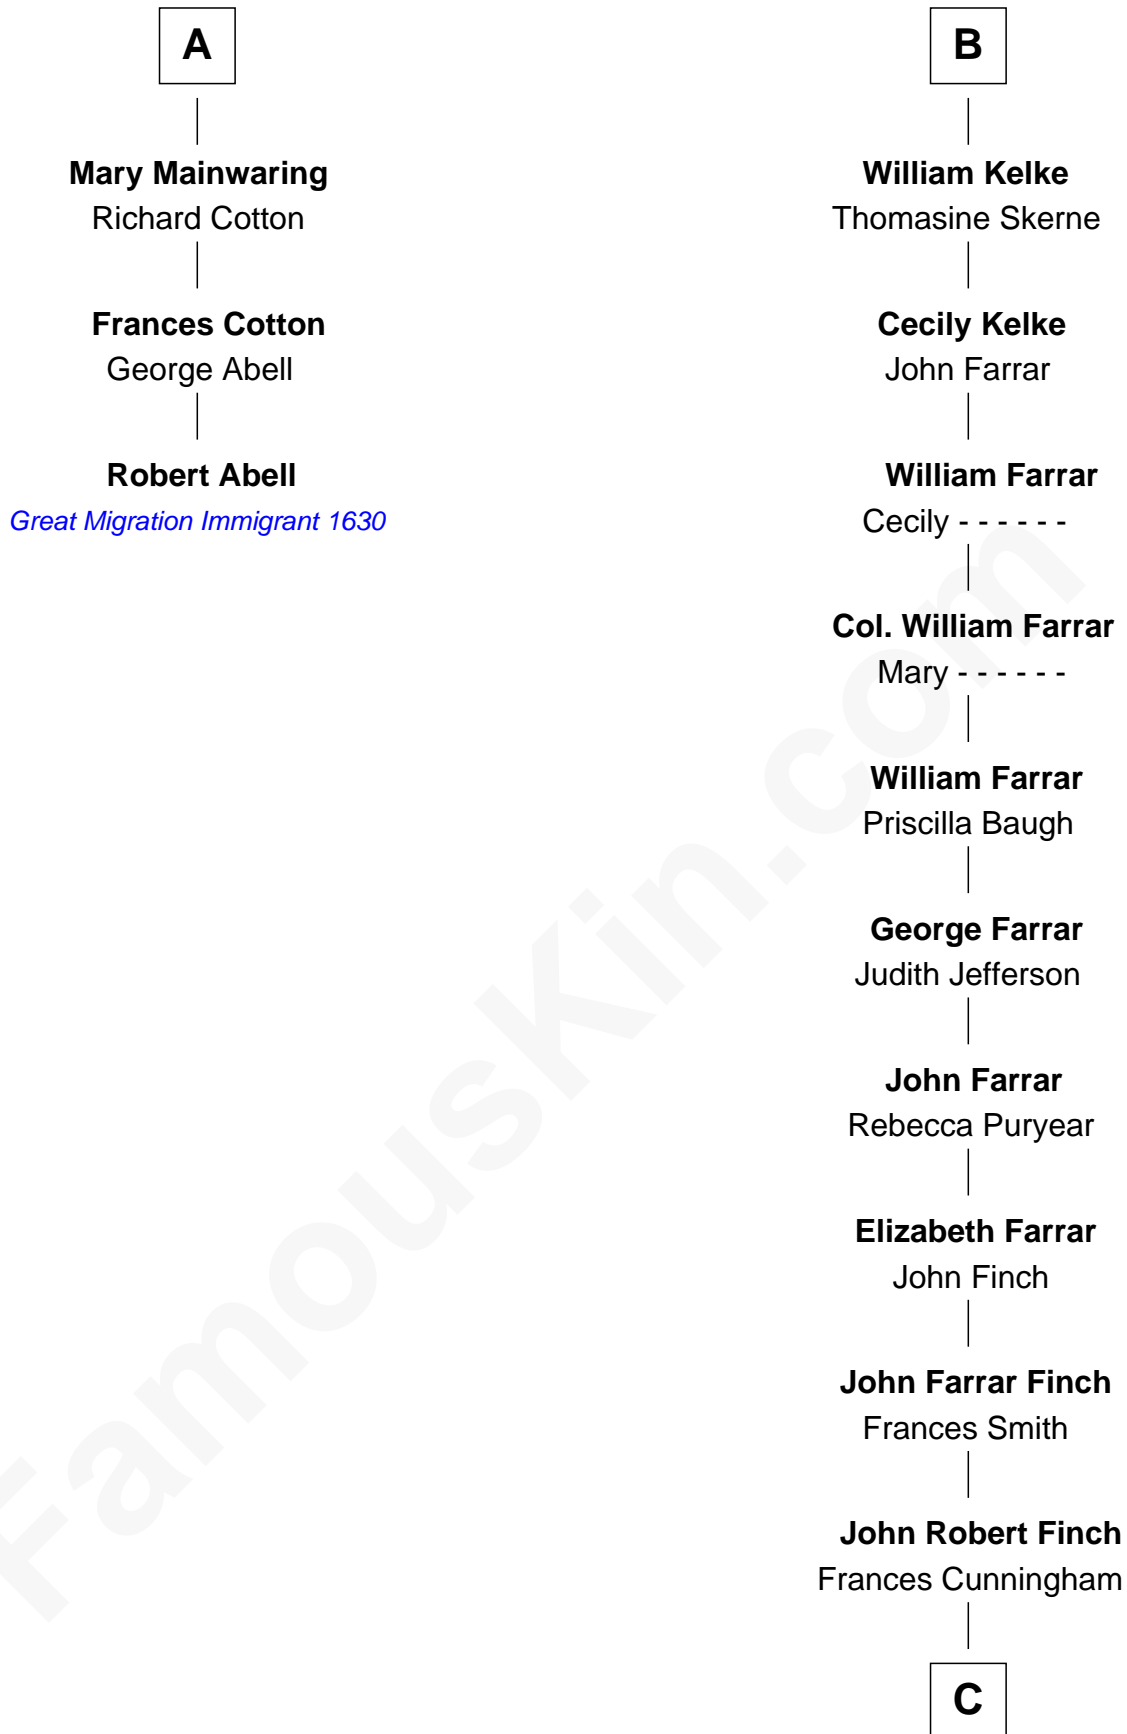 A
Mary Mainwaring
Richard Cotton
Frances Cotton
George Abell
Robert Abell
Great Migration Immigrant 1630
B
William Kelke
Thomasine Skerne
Cecily Kelke
John Farrar
William Farrar
Cecily - - - - - -
Col. William Farrar
Mary - - - - - -
William Farrar
Priscilla Baugh
George Farrar
Judith Jefferson
John Farrar
Rebecca Puryear
Elizabeth Farrar
John Finch
John Farrar Finch
Frances Smith
John Robert Finch
Frances Cunningham
C
FamousKin.com